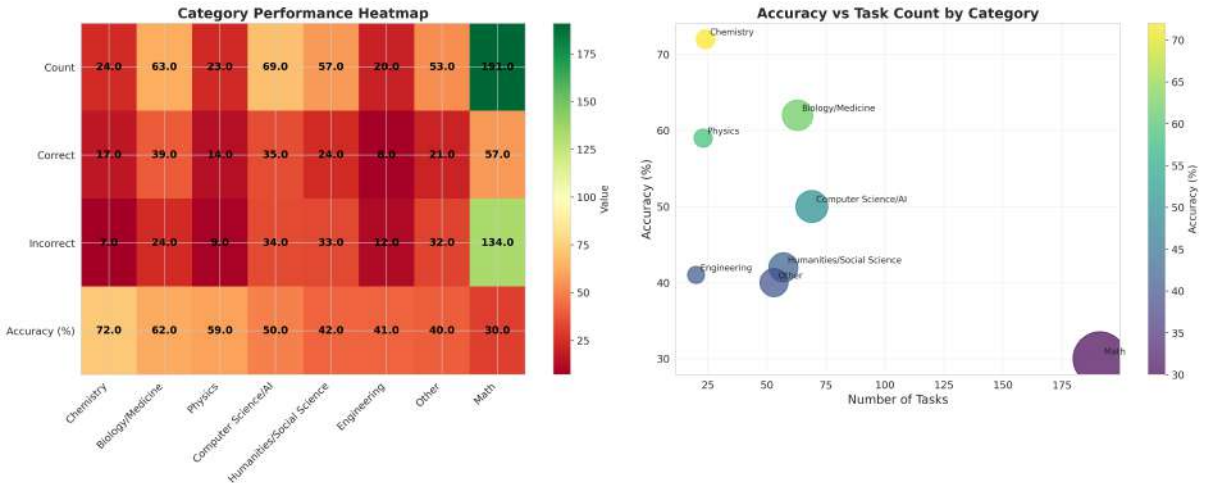 Category Performance Heatmap
Count 24.0 63.0 23.0 69.0 57.0 20.0 53.0 191.0
Correct 17.0 39.0 14.0 35.0 24.0 8.0 21.0 57.0
Incorrect 7.0 24.0 9.0 34.0 33.0 12.0 32.0 134.0
Accuracy (%) 72.0 62.0 59.0 50.0 42.0 41.0 40.0 30.0
Chemistry
Biology/Medicine
Physics
Computer Science/AI
Humanities/Social Science
Engineering
Other
Math
175
150
125
100
75
50
25
Value
Accuracy vs Task Count by Category
Accuracy (%)
70
60
50
40
30
Chemistry
Biology/Medicine
Physics
Computer Science/AI
Humanities/Social Science
Engineering
Other
Math
25 50 75 100 125 150 175
Number of Tasks
70
65
60
55
50
45
40
35
30
Accuracy (%)